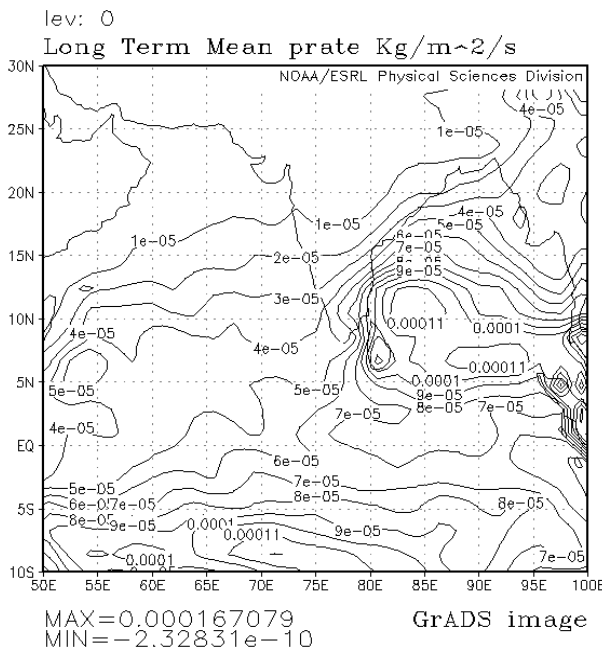 lev: 0
Long Term Mean prate Kg/m^2/s
NOAA/ESRL Physical Sciences Division
30N
25N
20N
15N
10N
5N
EQ
5S
10S
4e-05
1e-05
1e-05
1e-05
2e-05
3e-05
4e-05
4e-05
5e-05
4e-05
4e-05
5e-05
6e-05
7e-05
9e-05
0.00011
0.0001
0.00011
0.0001
9e-05
8e-05
7e-05
5e-05
7e-05
6e-05
7e-05
8e-05
9e-05
5e-05
7e-05
8e-05
9e-05
0.0001
0.00011
0.0001
8e-05
7e-05
50E 55E 60E 65E 70E 75E 80E 85E 90E 95E 100E
MAX=0.000167079
MIN=-2.32831e-10
GrADS image